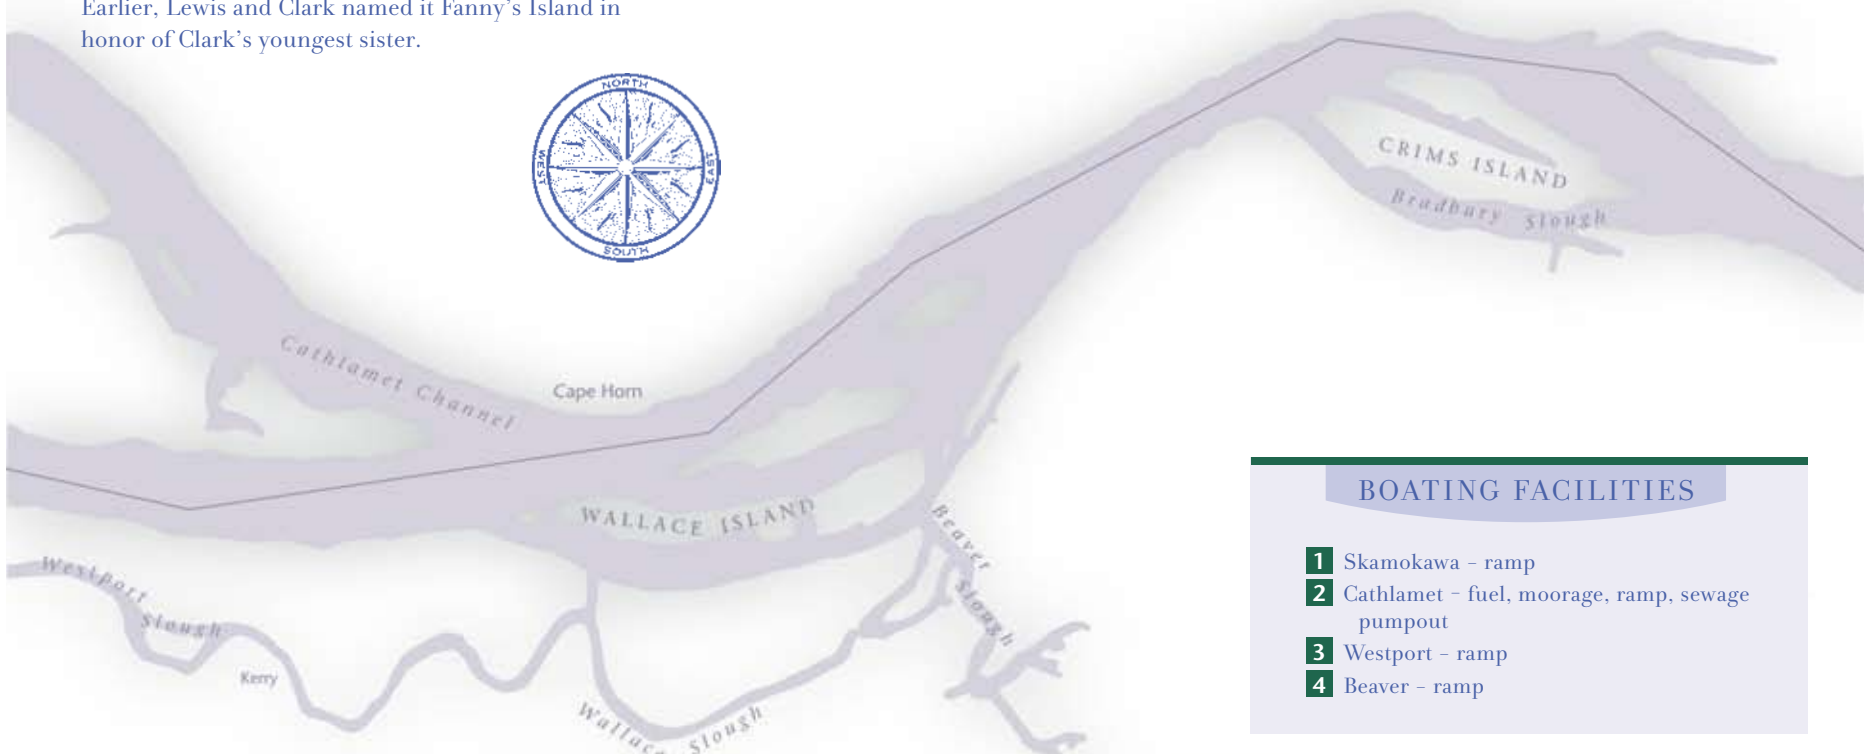 Earlier, Lewis and Clark named it Fanny's Island in
honor of Clark's youngest sister.
NORTH
WEST
EAST
SOUTH
CRIMS ISLAND
Bradbury Slough
Cathlamet Channel
Cape Horn
WALLACE ISLAND
Beaver Slough
Westport Slough
Kerry
Wallace Slough
BOATING FACILITIES
1 Skamokawa – ramp
2 Cathlamet – fuel, moorage, ramp, sewage
pumpout
3 Westport – ramp
4 Beaver – ramp